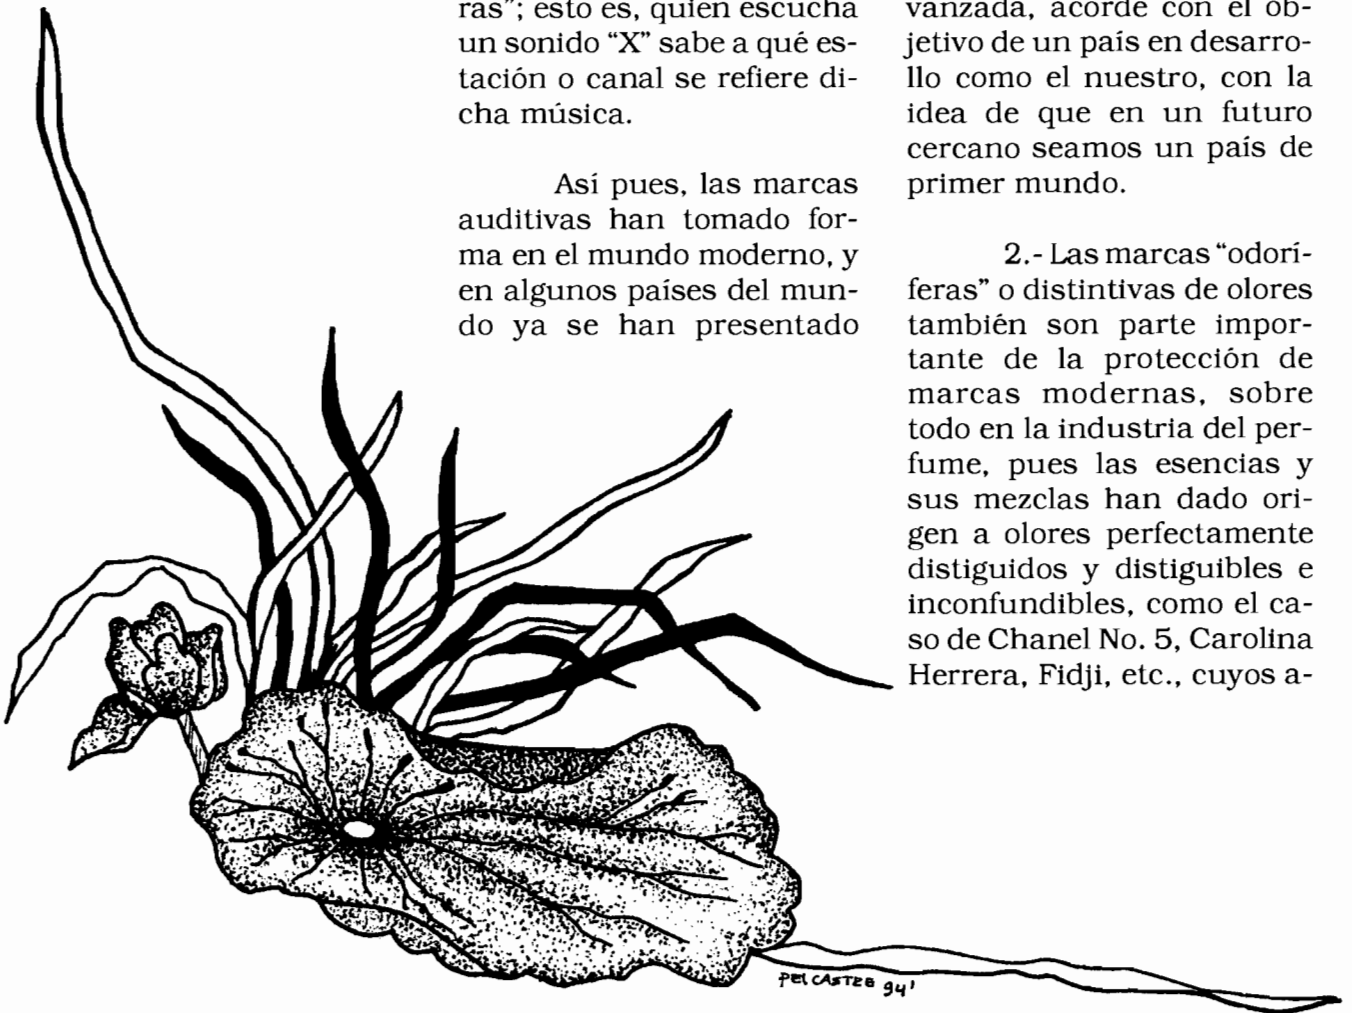 ras”; esto es, quien escucha
un sonido “X” sabe a qué es-
tación o canal se refiere di-
cha música.
Así pues, las marcas
auditivas han tomado for-
ma en el mundo moderno, y
en algunos países del mun-
do ya se han presentado
vanzada, acorde con el ob-
jetivo de un país en desarro-
llo como el nuestro, con la
idea de que en un futuro
cercano seamos un país de
primer mundo.
2.- Las marcas “odorí-
feras” o distintivas de olores
también son parte impor-
tante de la protección de
marcas modernas, sobre
todo en la industria del per-
fume, pues las esencias y
sus mezclas han dado ori-
gen a olores perfectamente
distiguidos y distiguibles e
inconfundibles, como el ca-
so de Chanel No. 5, Carolina
Herrera, Fidji, etc., cuyos a-
PELCASTRE 94'